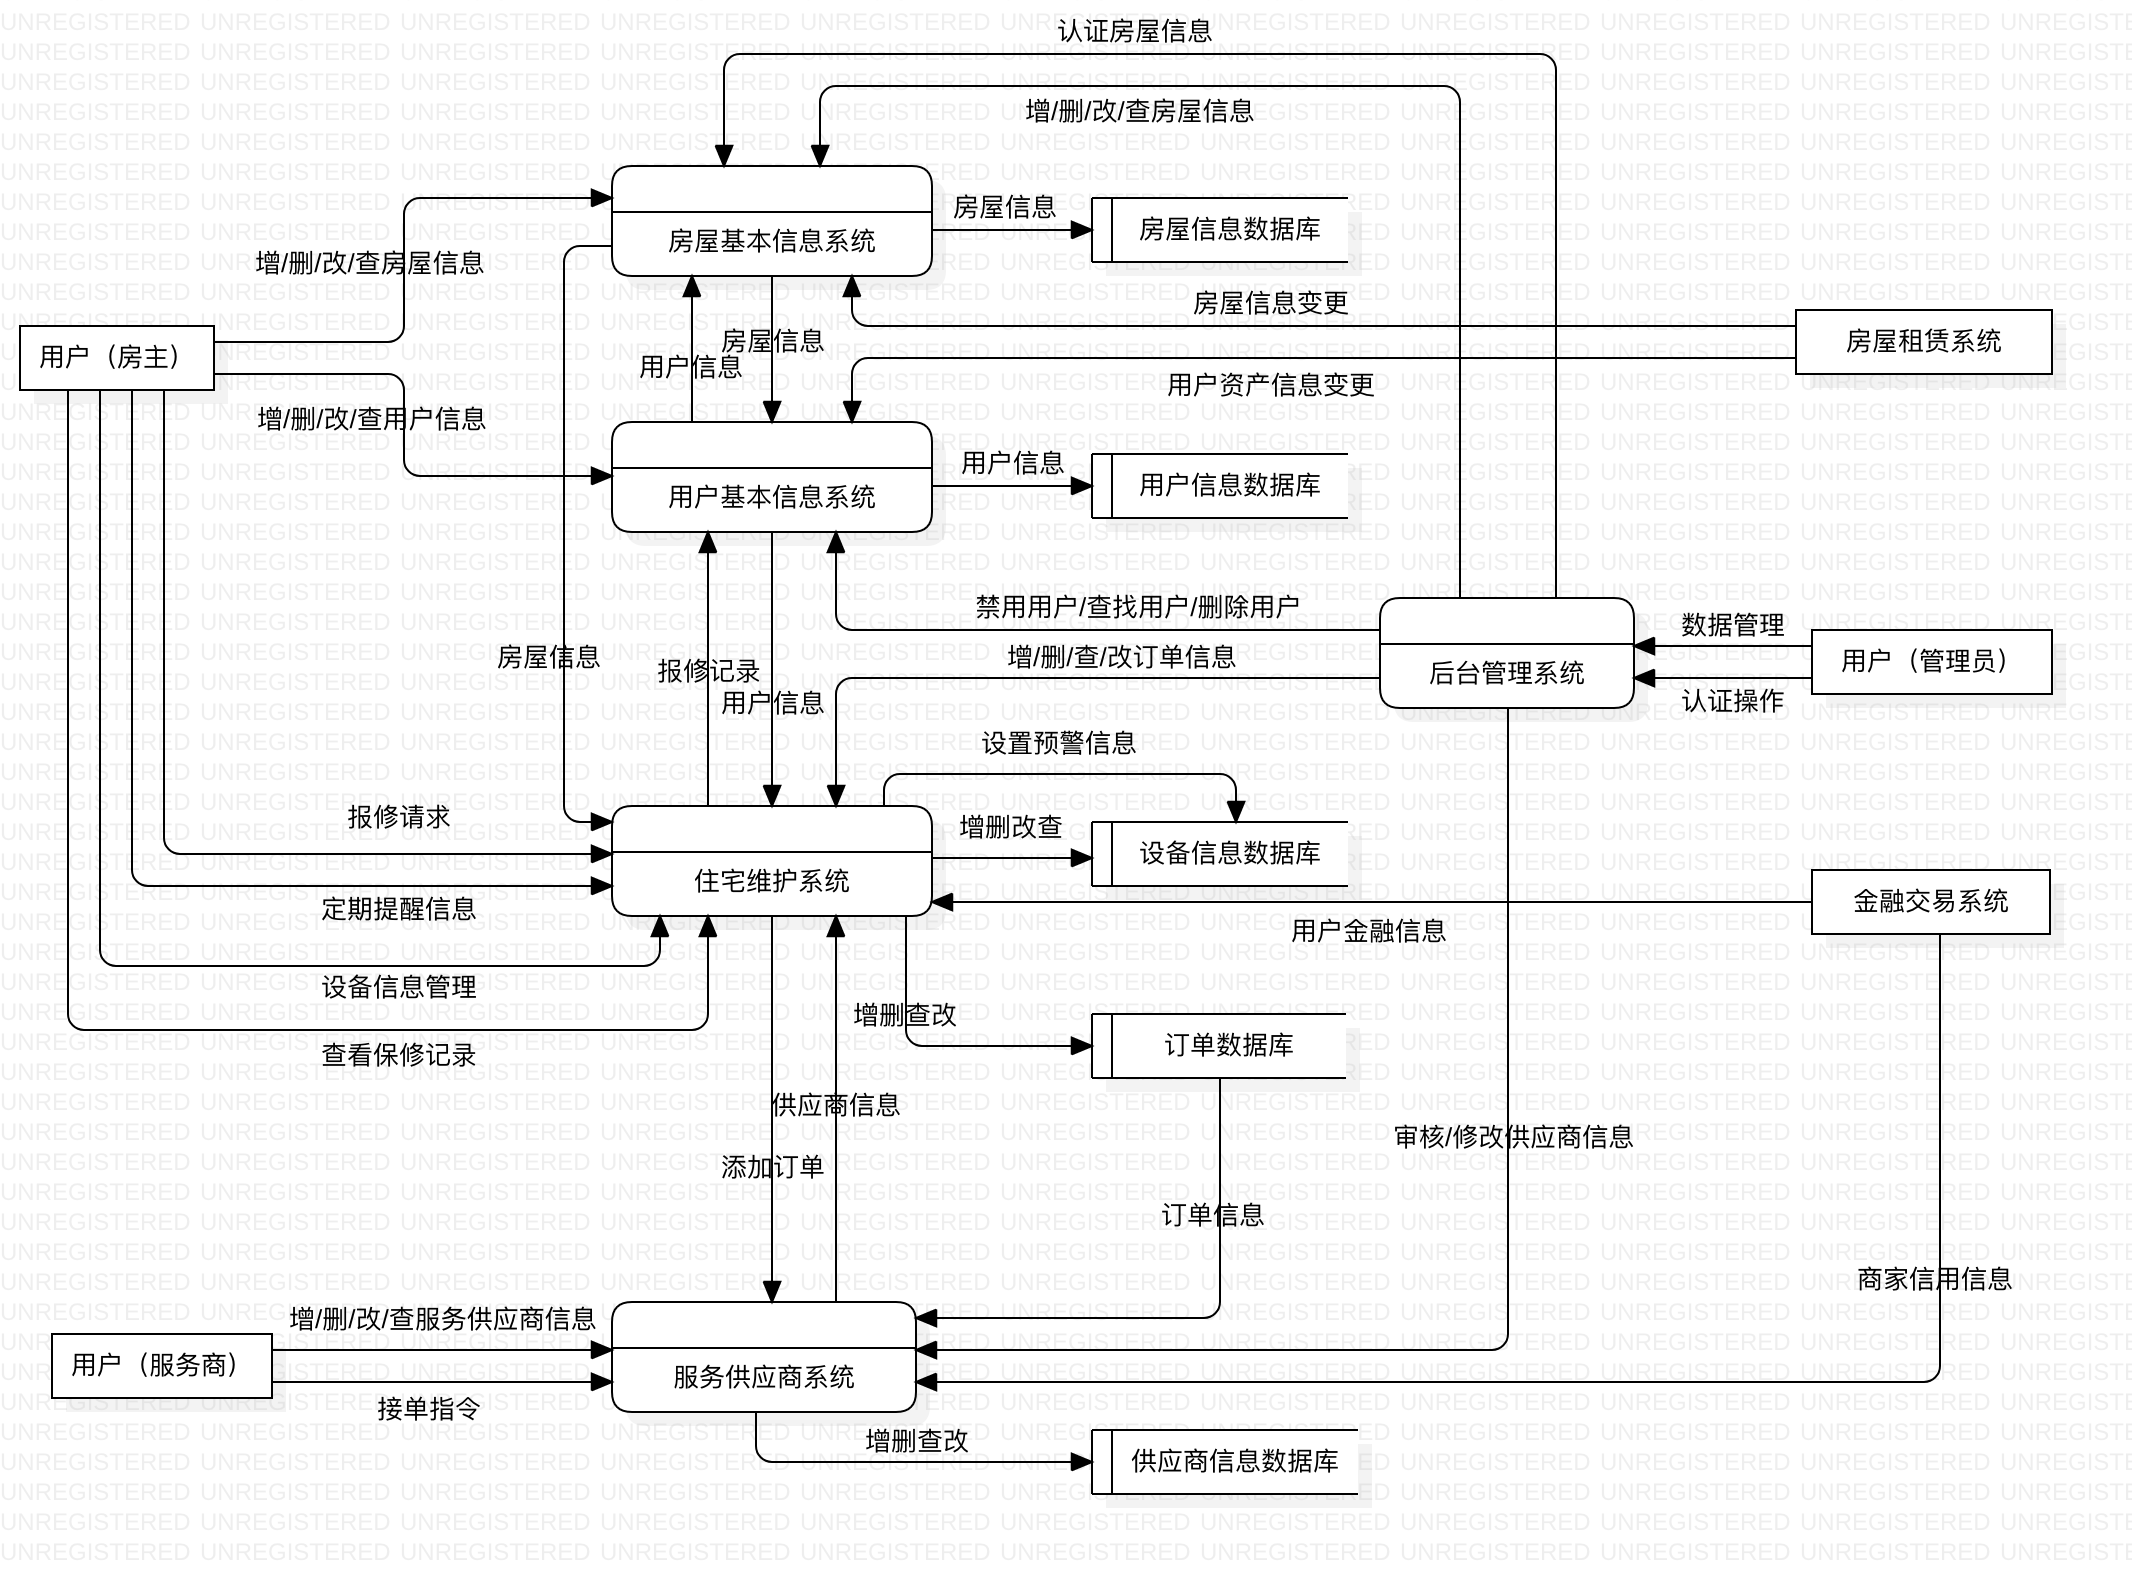 认证房屋信息
增/删/改/查房屋信息
房屋信息
房屋信息数据库
房屋基本信息系统
增/删/改/查房屋信息
房屋信息变更
房屋信息
房屋租赁系统
用户（房主）
用户信息
用户资产信息变更
增/删/改/查用户信息
用户信息
用户信息数据库
用户基本信息系统
禁用用户/查找用户/删除用户
数据管理
房屋信息
增/删/查/改订单信息
用户（管理员）
报修记录
后台管理系统
用户信息
认证操作
设置预警信息
报修请求
增删改查
设备信息数据库
住宅维护系统
定期提醒信息
金融交易系统
用户金融信息
设备信息管理
增删查改
订单数据库
查看保修记录
供应商信息
审核/修改供应商信息
添加订单
订单信息
商家信用信息
增/删/改/查服务供应商信息
用户（服务商）
服务供应商系统
接单指令
增删查改
供应商信息数据库